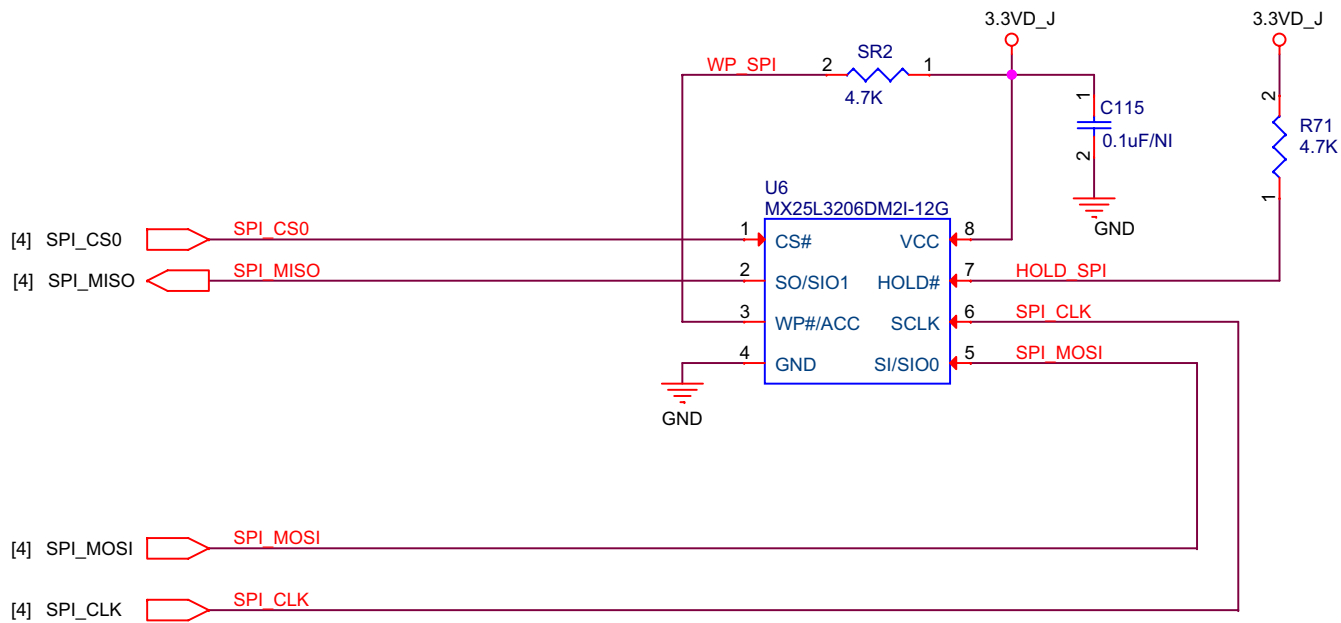 3.3VD_J
3.3VD_J
WP_SPI
2
SR2
1
4.7K
1
C115
0.1uF/NI
2
GND
2
R71
4.7K
1
U6
MX25L3206DM2I-12G
[4] SPI_CS0
SPI_CS0
1
CS#
VCC
8
[4] SPI_MISO
SPI_MISO
2
SO/SIO1
HOLD#
7
HOLD_SPI
3
WP#/ACC
SCLK
6
SPI_CLK
4
GND
SI/SIO0
5
SPI_MOSI
GND
[4] SPI_MOSI
SPI_MOSI
[4] SPI_CLK
SPI_CLK